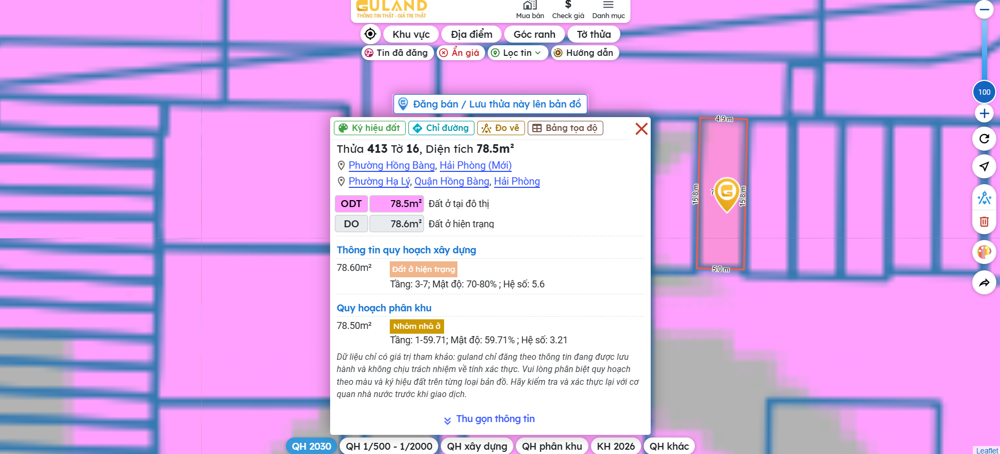 GULAND
THÔNG TIN THẬT - GIÁ TRỊ THẬT
Mua bán
$
Check giá
Danh mục
Khu vực
Địa điểm
Góc ranh
Tờ thửa
Tin đã đăng
Ẩn giá
Lọc tin
Hướng dẫn
100
Đăng bán / Lưu thửa này lên bản đồ
Ký hiệu đất
Chỉ đường
Đo vẽ
Bảng tọa độ
Thửa 413 Tờ 16, Diện tích 78.5m²
Phường Hồng Bàng, Hải Phòng (Mới)
Phường Hạ Lý, Quận Hồng Bàng, Hải Phòng
ODT 78.5m² Đất ở tại đô thị
DO 78.6m² Đất ở hiện trạng
Thông tin quy hoạch xây dựng
78.60m² Đất ở hiện trạng
Tầng: 3-7; Mật độ: 70-80% ; Hệ số: 5.6
Quy hoạch phân khu
78.50m² Nhóm nhà ở
Tầng: 1-59.71; Mật độ: 59.71% ; Hệ số: 3.21
Dữ liệu chỉ có giá trị tham khảo: guland chỉ đăng theo thông tin đang được lưu
hành và không chịu trách nhiệm về tính xác thực. Vui lòng phân biệt quy hoạch
theo màu và ký hiệu đất trên từng loại bản đồ. Hãy kiểm tra và xác thực lại với cơ
quan nhà nước trước khi giao dịch.
Thu gọn thông tin
4.9 m
15.8 m
7
15.8 m
5.0 m
QH 2030
QH 1/500 - 1/2000
QH xây dựng
QH phân khu
KH 2026
QH khác
Leaflet